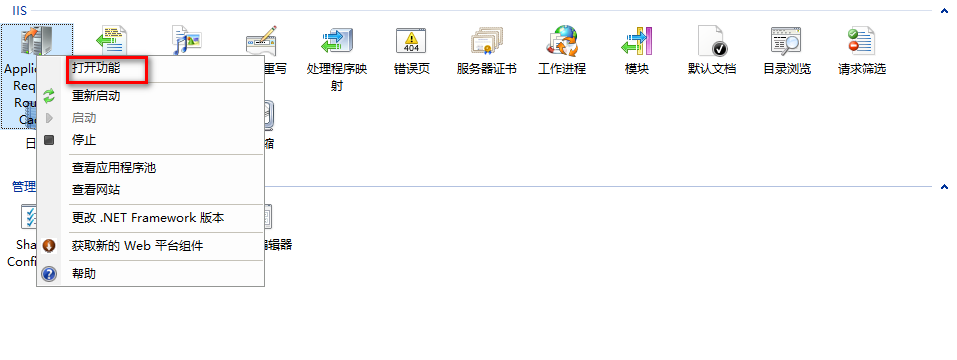 IIS
Applic
Requ
Rou
Cac
重写
处理程序映
射
错误页
服务器证书
工作进程
模块
默认文档
目录浏览
请求筛选
404
打开功能
重新启动
启动
停止
查看应用程序池
查看网站
更改 .NET Framework 版本
获取新的 Web 平台组件
帮助
管理
Sha
Confi
编辑器